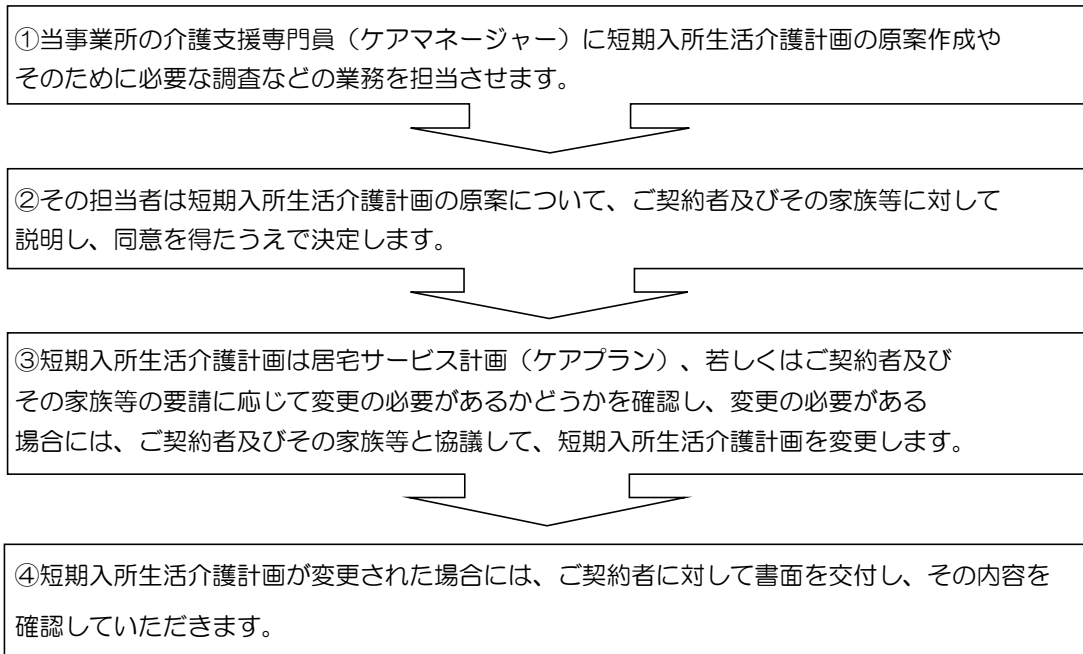 ①当事業所の介護支援専門員（ケアマネージャー）に短期入所生活介護計画の原案作成や
そのために必要な調査などの業務を担当させます。
②その担当者は短期入所生活介護計画の原案について、ご契約者及びその家族等に対して
説明し、同意を得たうえで決定します。
③短期入所生活介護計画は居宅サービス計画（ケアプラン）、若しくはご契約者及び
その家族等の要請に応じて変更の必要があるかどうかを確認し、変更の必要がある
場合には、ご契約者及びその家族等と協議して、短期入所生活介護計画を変更します。
④短期入所生活介護計画が変更された場合には、ご契約者に対して書面を交付し、その内容を
確認していただきます。